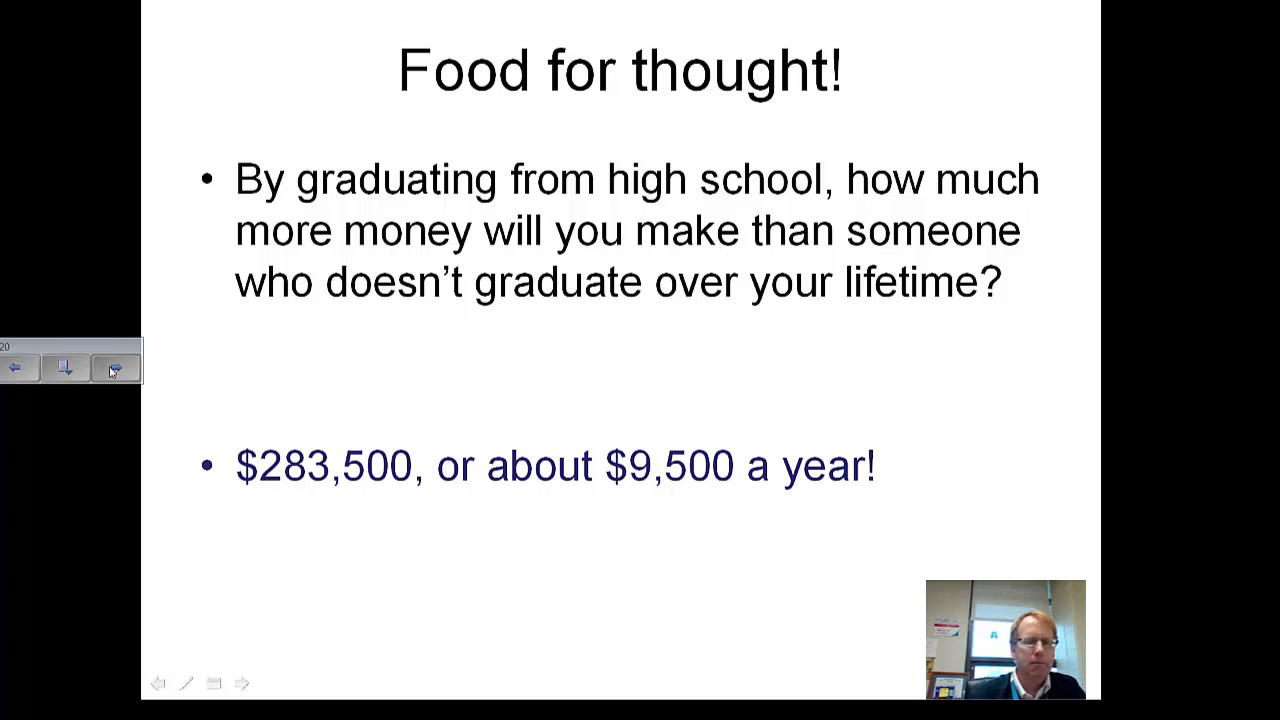 Food for thought!
• By graduating from high school, how much
more money will you make than someone
who doesn’t graduate over your lifetime?
20
• $283,500, or about $9,500 a year!